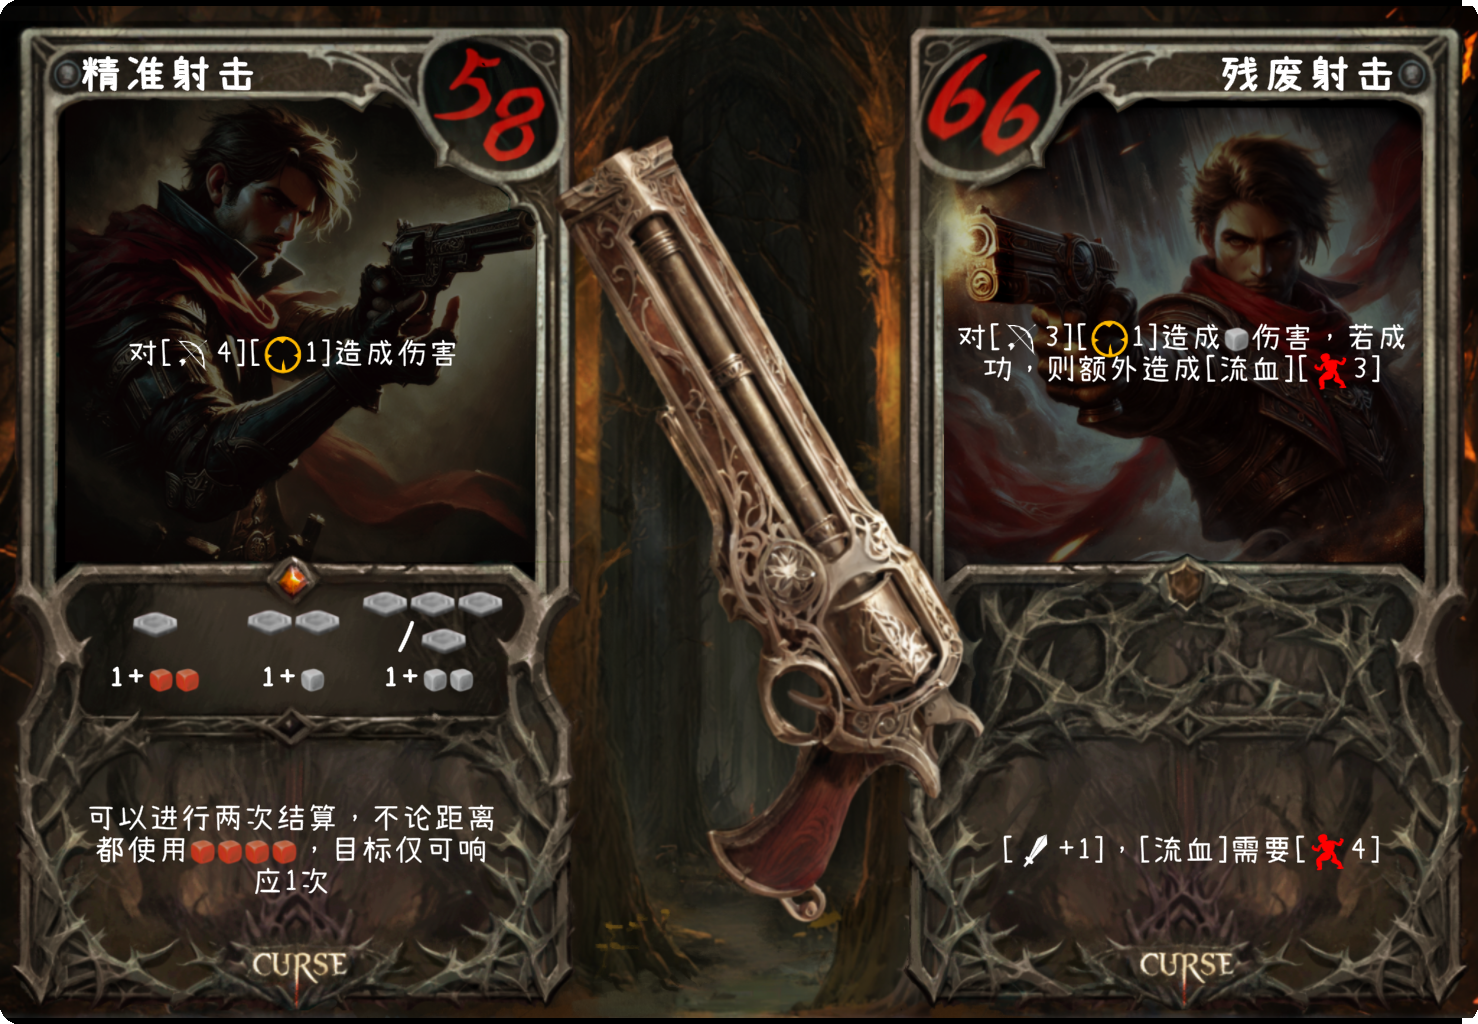 精准射击
58
对[4][1]造成伤害
/
1+
1+
1+
可以进行两次结算，不论距离
都使用，目标仅可响
应1次
CURSE
66
残废射击
对[3][1]造成伤害，若成
功，则额外造成[流血][3]
[+1]，[流血]需要[4]
CURSE